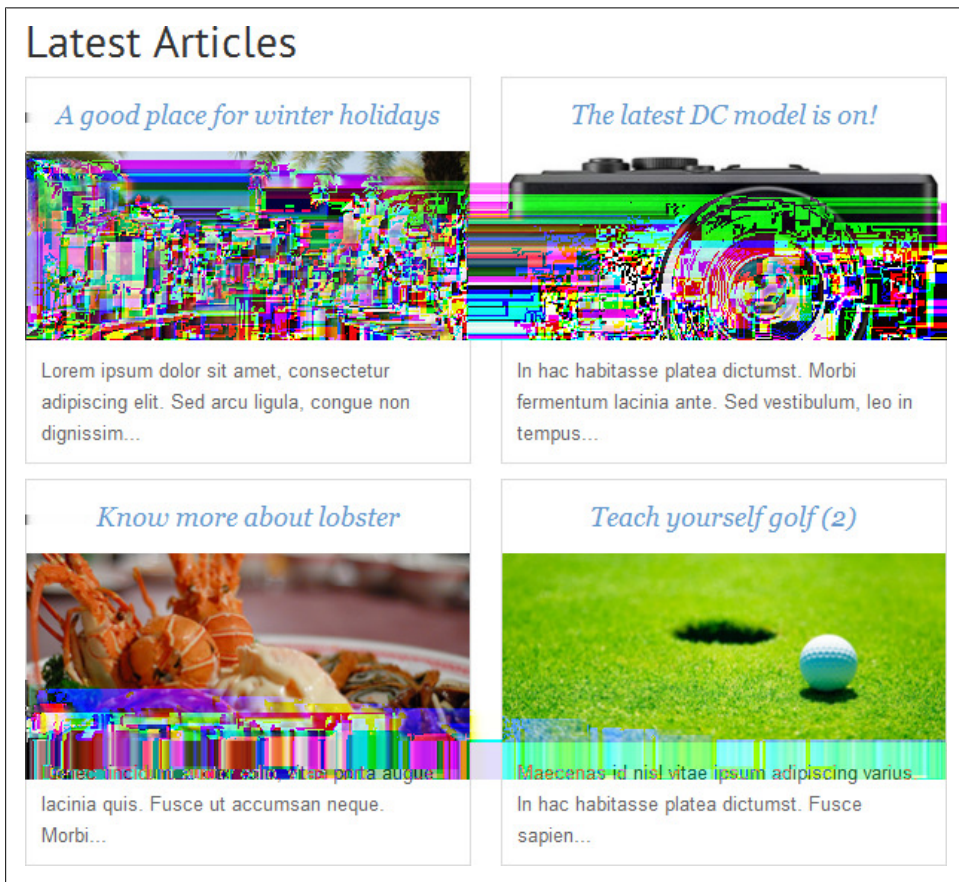 Latest Articles
A good place for winter holidays
Lorem ipsum dolor sit amet, consectetur
adipiscing elit. Sed arcu ligula, congue non
dignissim...
The latest DC model is on!
In hac habitasse platea dictumst. Morbi
fermentum lacinia ante. Sed vestibulum, leo in
tempus...
Know more about lobster
porta augue
lacinia quis. Fusce ut accumsan neque.
Morbi...
Teach yourself golf (2)
Maecenas id nisl vitae ipsum adipiscing varius.
In hac habitasse platea dictumst. Fusce
sapien...